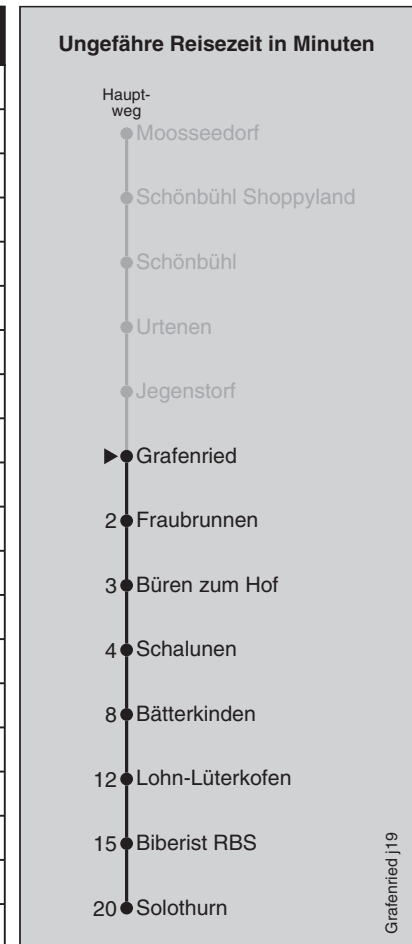 Ungefähre Reisezeit in Minuten
Haupt-
weg
Moosseedorf
Schönbühl Shoppyland
Schönbühl
Urtenen
Jegenstorf
Grafenried
2 Fraubrunnen
3 Büren zum Hof
4 Schalunen
8 Bätterkinden
12 Lohn-Lüterkofen
15 Biberist RBS
20 Solothurn
Grafenried j19